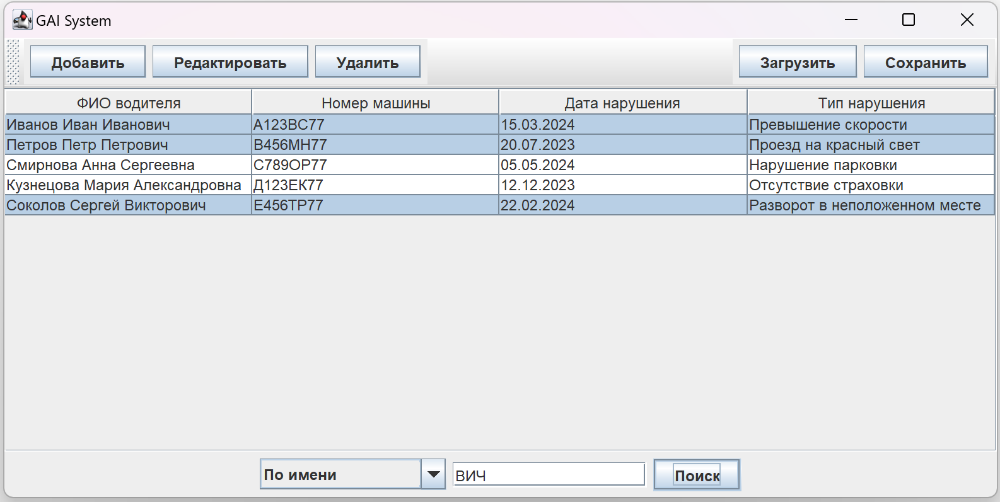 GAI System
Добавить Редактировать Удалить Загрузить Сохранить
ФИО водителя Номер машины Дата нарушения Тип нарушения
Иванов Иван Иванович А123ВС77 15.03.2024 Превышение скорости
Петров Петр Петрович В456МН77 20.07.2023 Проезд на красный свет
Смирнова Анна Сергеевна С789ОР77 05.05.2024 Нарушение парковки
Кузнецова Мария Александровна Д123ЕК77 12.12.2023 Отсутствие страховки
Соколов Сергей Викторович Е456ТР77 22.02.2024 Разворот в неположенном месте
По имени ВИЧ Поиск